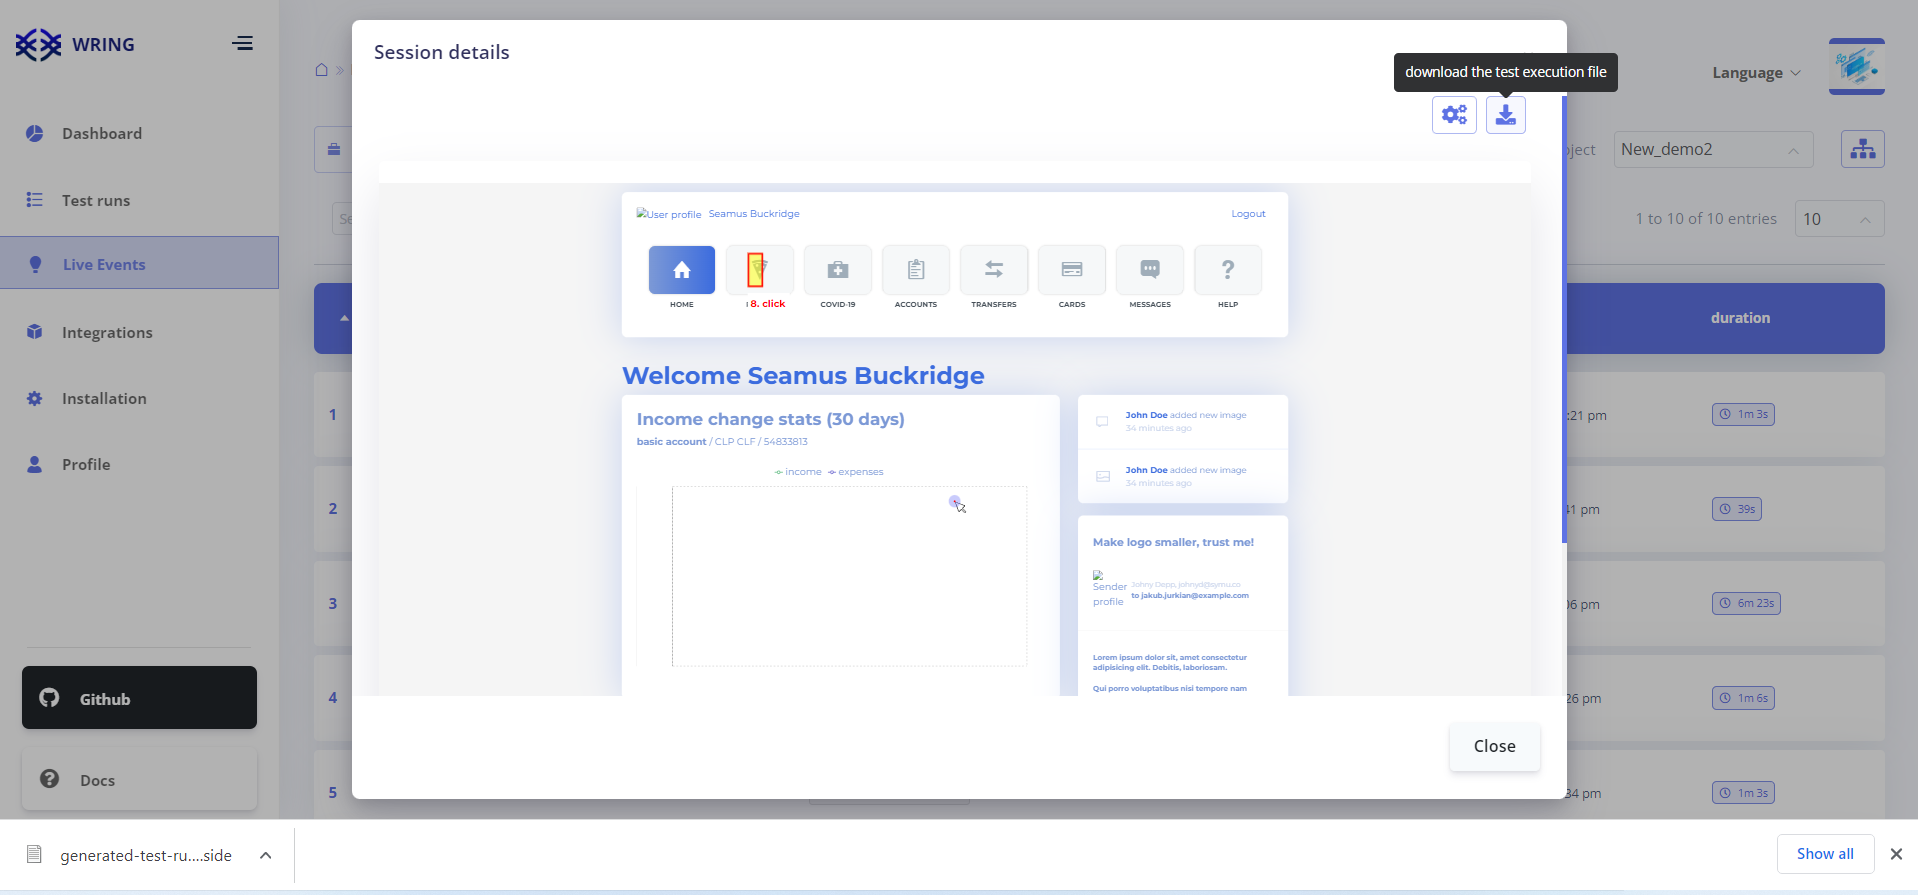 WRING
Session details
download the test execution file
Language
Dashboard
Test runs
Live Events
Integrations
Installation
Profile
Github
Docs
New_demo2
1 to 10 of 10 entries
10
duration
User profile
Seamus Buckridge
Logout
HOME
8. click
COVID-19
ACCOUNTS
TRANSFERS
CARDS
MESSAGES
HELP
Welcome Seamus Buckridge
Income change stats (30 days)
basic account / CLP CLF / 54833813
income expenses
John Doe added new image
34 minutes ago
John Doe added new image
34 minutes ago
Make logo smaller, trust me!
Sender profile
Johny Depp, johnyd@symu.co
to jakub.jurkian@example.com
Lorem ipsum dolor sit, amet consectetur
adipisicing elit. Debitis, laboriosam.
Qui porro voluptatibus nisi tempore nam
1
:21 pm
1m 3s
2
41 pm
39s
3
06 pm
6m 23s
4
26 pm
1m 6s
5
34 pm
1m 3s
Close
generated-test-ru....side
Show all